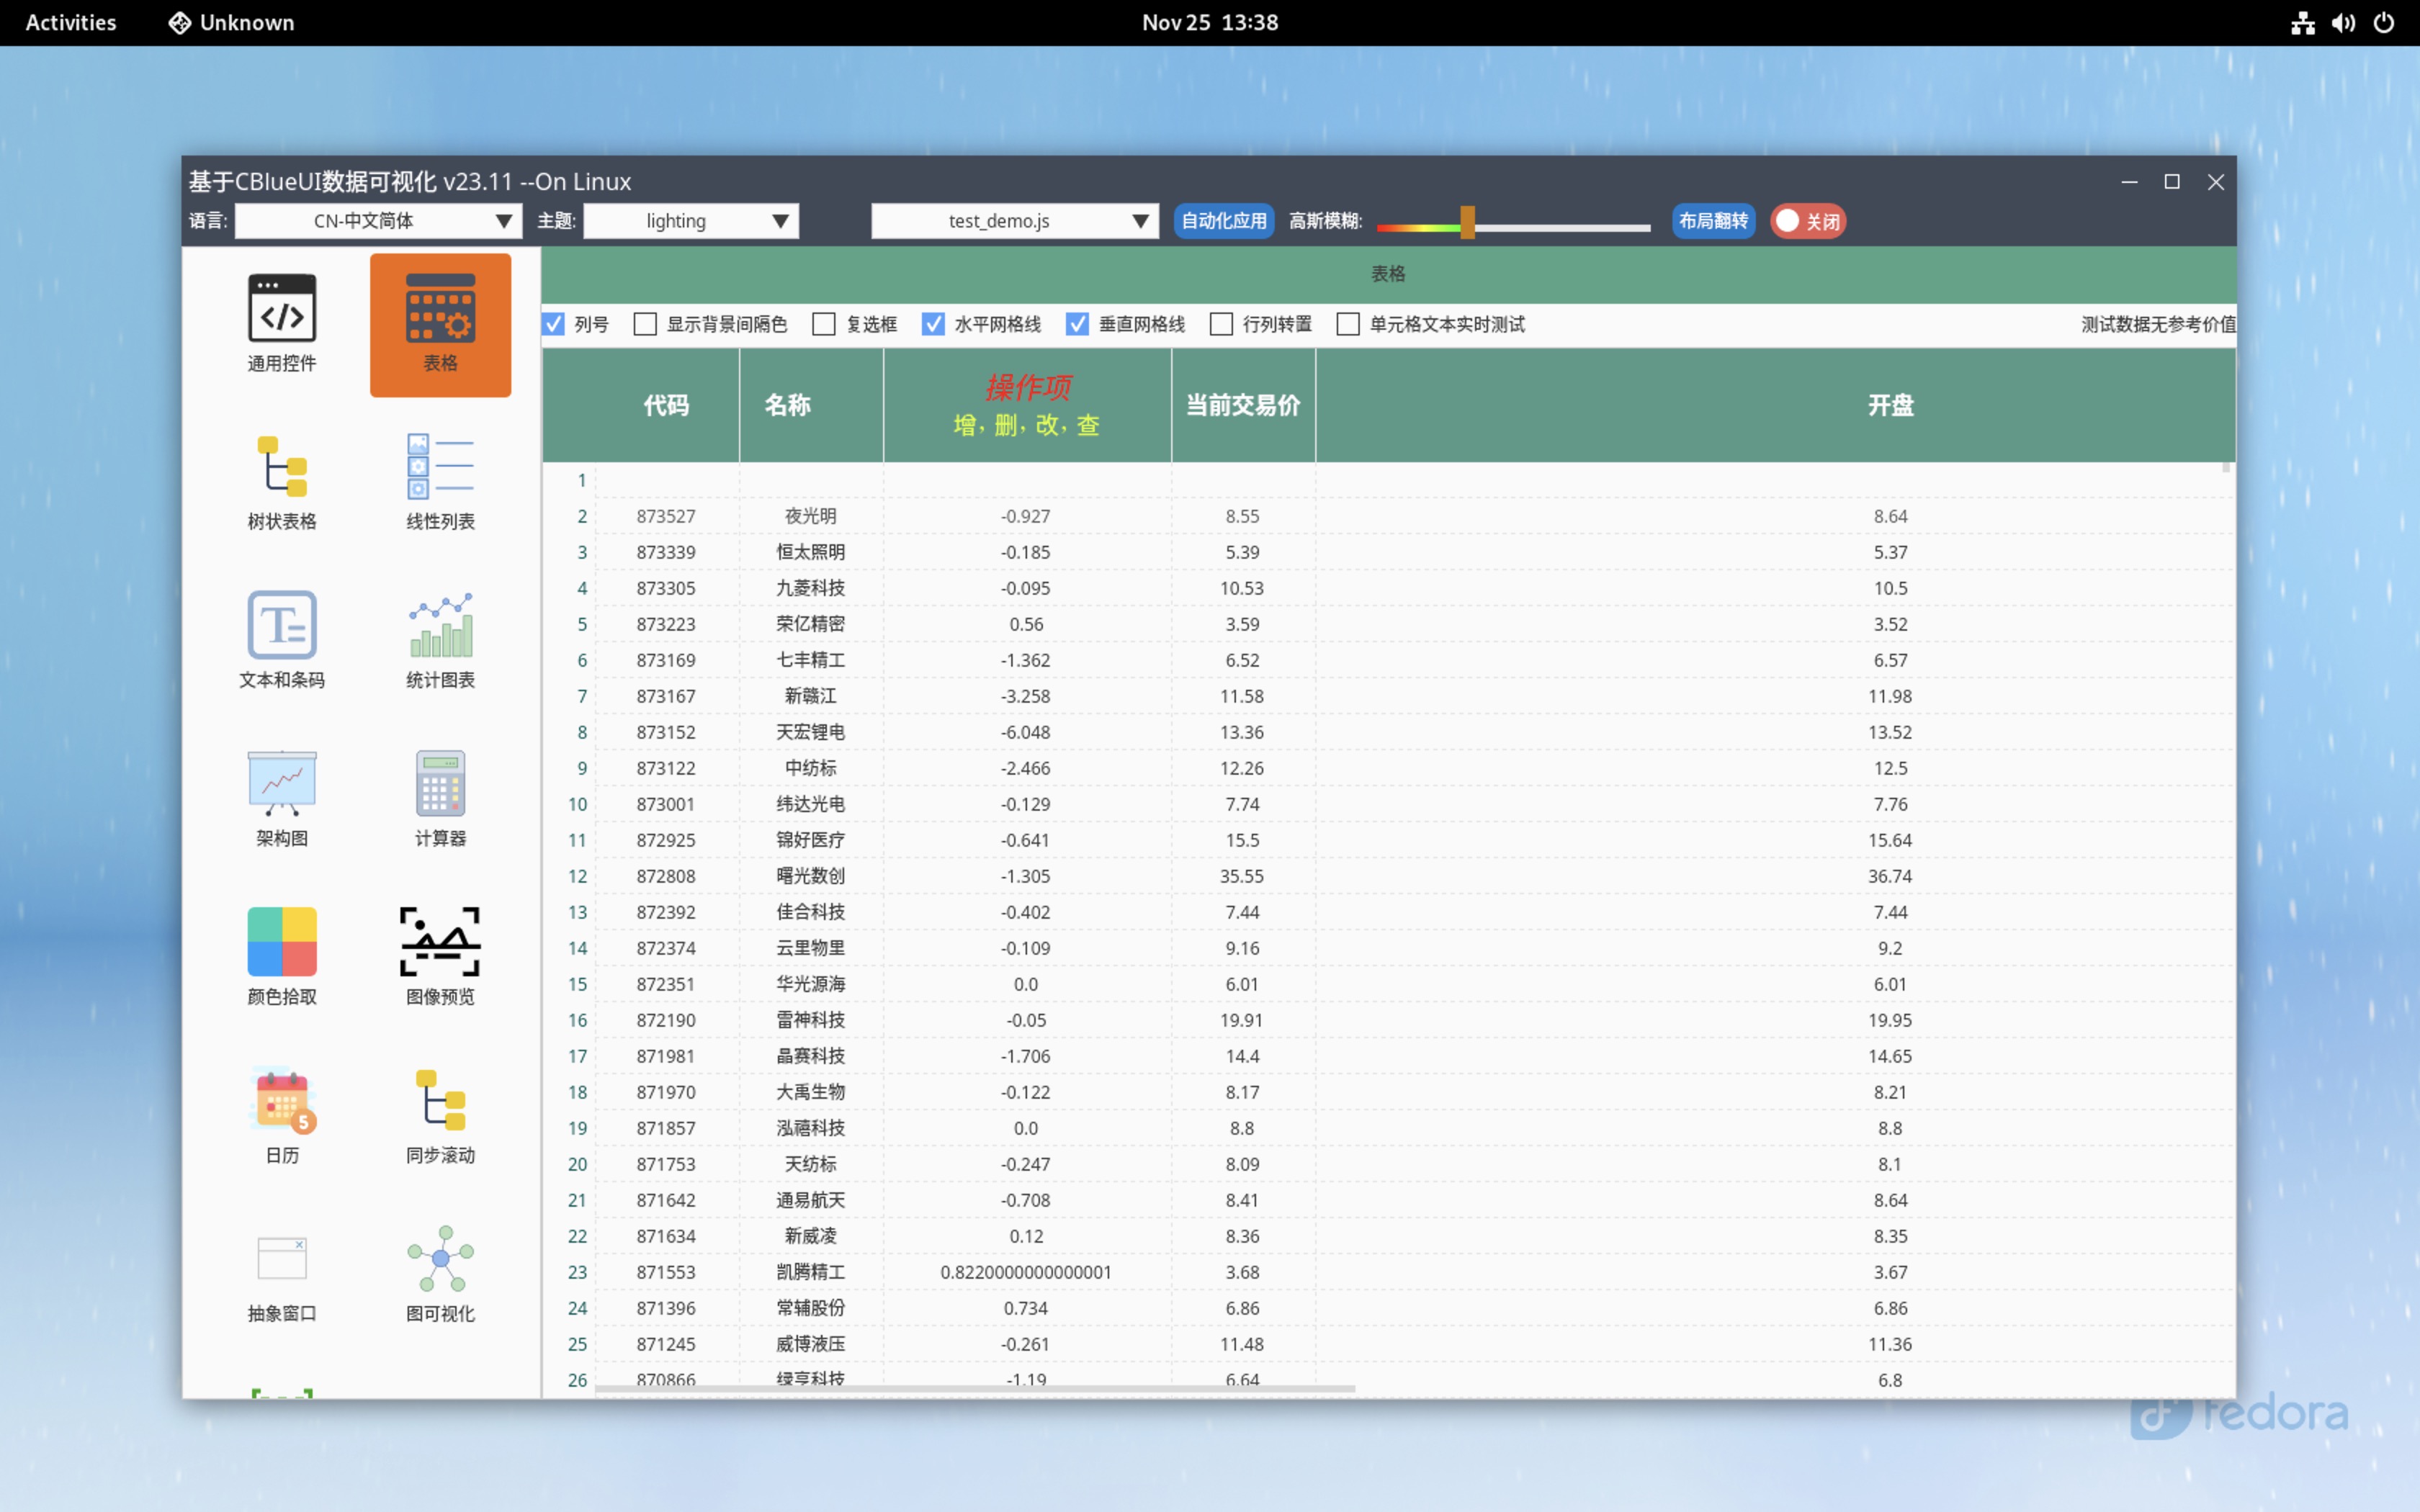 Activities Unknown Nov 25 13:38
基于CBlueUI数据可视化 v23.11 --On Linux
语言: CN-中文简体 主题: lighting test_demo.js 自动化应用 高斯模糊: 布局翻转 关闭
通用控件 表格
树状表格 线性列表
文本和条码 统计图表
架构图 计算器
颜色拾取 图像预览
日历 5 同步滚动
抽象窗口 图可视化
表格
列号 显示背景间隔色 复选框 水平网格线 垂直网格线 行列转置 单元格文本实时测试 测试数据无参考价值
代码 名称 操作项 当前交易价 开盘
增，删，改，查
1
2 873527 夜光明 -0.927 8.55 8.64
3 873339 恒太照明 -0.185 5.39 5.37
4 873305 九菱科技 -0.095 10.53 10.5
5 873223 荣亿精密 0.56 3.59 3.52
6 873169 七丰精工 -1.362 6.52 6.57
7 873167 新赣江 -3.258 11.58 11.98
8 873152 天宏锂电 -6.048 13.36 13.52
9 873122 中纺标 -2.466 12.26 12.5
10 873001 纬达光电 -0.129 7.74 7.76
11 872925 锦好医疗 -0.641 15.5 15.64
12 872808 曙光数创 -1.305 35.55 36.74
13 872392 佳合科技 -0.402 7.44 7.44
14 872374 云里物里 -0.109 9.16 9.2
15 872351 华光源海 0.0 6.01 6.01
16 872190 雷神科技 -0.05 19.91 19.95
17 871981 晶赛科技 -1.706 14.4 14.65
18 871970 大禹生物 -0.122 8.17 8.21
19 871857 泓禧科技 0.0 8.8 8.8
20 871753 天纺标 -0.247 8.09 8.1
21 871642 通易航天 -0.708 8.41 8.64
22 871634 新威凌 0.12 8.36 8.35
23 871553 凯腾精工 0.8220000000000001 3.68 3.67
24 871396 常辅股份 0.734 6.86 6.86
25 871245 威博液压 -0.261 11.48 11.36
26 870866 绿亨科技 -1.19 6.64 6.8
fedora